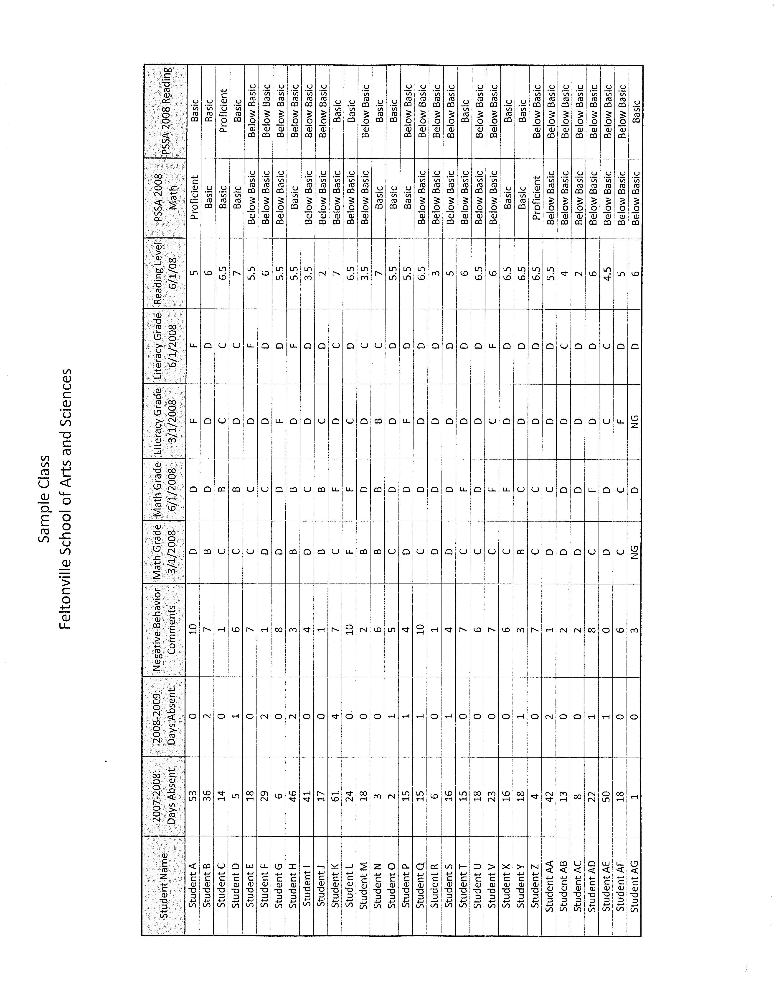 Sample Class
Feltonville School of Arts and Sciences
Student Name 2007-2008: Days Absent 2008-2009: Days Absent Negative Behavior Comments Math Grade 3/1/2008 Math Grade 6/1/2008 Literacy Grade 3/1/2008 Literacy Grade 6/1/2008 Reading Level 6/1/08 PSSA 2008 Math PSSA 2008 Reading
Student A 53 0 10 D D F F 5 Proficient Basic
Student B 36 2 7 B D D D 6 Basic Basic
Student C 14 0 1 C B C C 6.5 Basic Proficient
Student D 5 1 6 C B D C 7 Basic Basic
Student E 18 0 7 C C D F 5.5 Below Basic Below Basic
Student F 29 2 1 D C D D 6 Below Basic Below Basic
Student G 6 0 8 D D F D 5.5 Below Basic Below Basic
Student H 46 2 3 B B D F 5.5 Basic Below Basic
Student I 41 0 4 D C D D 3.5 Below Basic Below Basic
Student J 17 0 1 B B C D 2 Below Basic Below Basic
Student K 61 4 7 C F D C 7 Below Basic Basic
Student L 24 0 10 F F C D 6.5 Below Basic Basic
Student M 18 0 2 B D D C 3.5 Below Basic Below Basic
Student N 3 0 6 B B B C 7 Basic Basic
Student O 2 1 5 C D D D 5.5 Basic Basic
Student P 15 1 4 D D F D 5.5 Basic Below Basic
Student Q 15 1 10 C D D D 6.5 Below Basic Below Basic
Student R 6 0 1 D D D D 3 Below Basic Below Basic
Student S 16 1 4 D D D D 5 Below Basic Below Basic
Student T 15 0 7 C F D D 6 Below Basic Basic
Student U 18 0 6 C D D D 6.5 Below Basic Below Basic
Student V 23 0 7 C F C F 6 Below Basic Below Basic
Student X 16 0 6 C F D D 6.5 Basic Basic
Student Y 18 1 3 B C D D 6.5 Basic Basic
Student Z 4 0 7 C C D D 6.5 Proficient Below Basic
Student AA 42 2 1 D C D D 5.5 Below Basic Below Basic
Student AB 13 0 2 D D D C 4 Below Basic Below Basic
Student AC 8 0 2 D D D D 2 Below Basic Below Basic
Student AD 22 1 8 C F D D 6 Below Basic Below Basic
Student AE 50 1 0 D D C C 4.5 Below Basic Below Basic
Student AF 18 0 6 C C F D 5 Below Basic Below Basic
Student AG 1 0 3 NG D NG D 6 Below Basic Basic